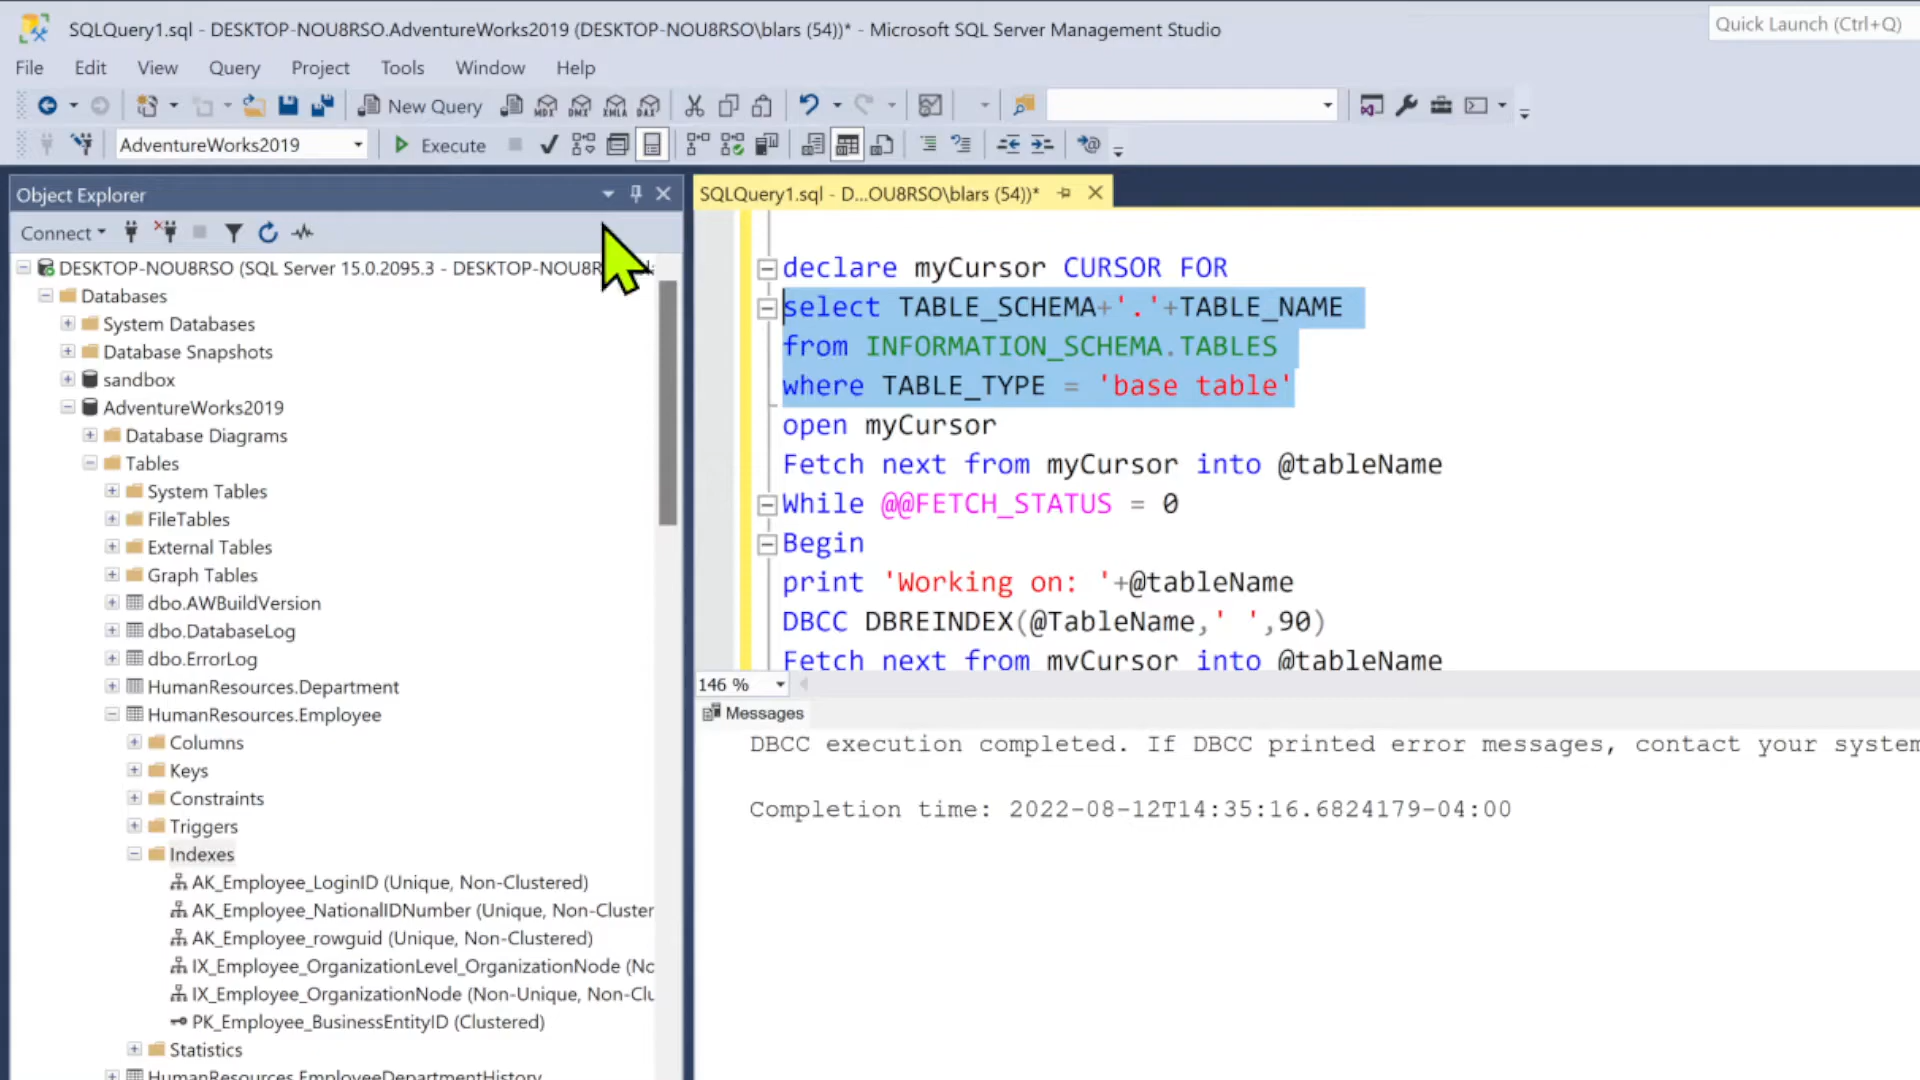 SQLQuery1.sql - DESKTOP-NOU8RSO.AdventureWorks2019 (DESKTOP-NOU8RSO\blars (54))* - Microsoft SQL Server Management Studio
Quick Launch (Ctrl+Q)
File Edit View Query Project Tools Window Help
New Query MDX DMX XMLA DAX
AdventureWorks2019 Execute
Object Explorer
Connect
DESKTOP-NOU8RSO (SQL Server 15.0.2095.3 - DESKTOP-NOU8R
Databases
System Databases
Database Snapshots
sandbox
AdventureWorks2019
Database Diagrams
Tables
System Tables
FileTables
External Tables
Graph Tables
dbo.AWBuildVersion
dbo.DatabaseLog
dbo.ErrorLog
HumanResources.Department
HumanResources.Employee
Columns
Keys
Constraints
Triggers
Indexes
AK_Employee_LoginID (Unique, Non-Clustered)
AK_Employee_NationalIDNumber (Unique, Non-Cluster
AK_Employee_rowguid (Unique, Non-Clustered)
IX_Employee_OrganizationLevel_OrganizationNode (Nc
IX_Employee_OrganizationNode (Non-Unique, Non-Clu
PK_Employee_BusinessEntityID (Clustered)
Statistics
HumanResources.EmployeeDepartmentHistory
SQLQuery1.sql - D...OU8RSO\blars (54))*
declare myCursor CURSOR FOR
select TABLE_SCHEMA+'.'+TABLE_NAME
from INFORMATION_SCHEMA.TABLES
where TABLE_TYPE = 'base table'
open myCursor
Fetch next from myCursor into @tableName
While @@FETCH_STATUS = 0
Begin
print 'Working on: '+@tableName
DBCC DBREINDEX(@TableName,' ',90)
Fetch next from myCursor into @tableName
146 %
Messages
DBCC execution completed. If DBCC printed error messages, contact your system
Completion time: 2022-08-12T14:35:16.6824179-04:00